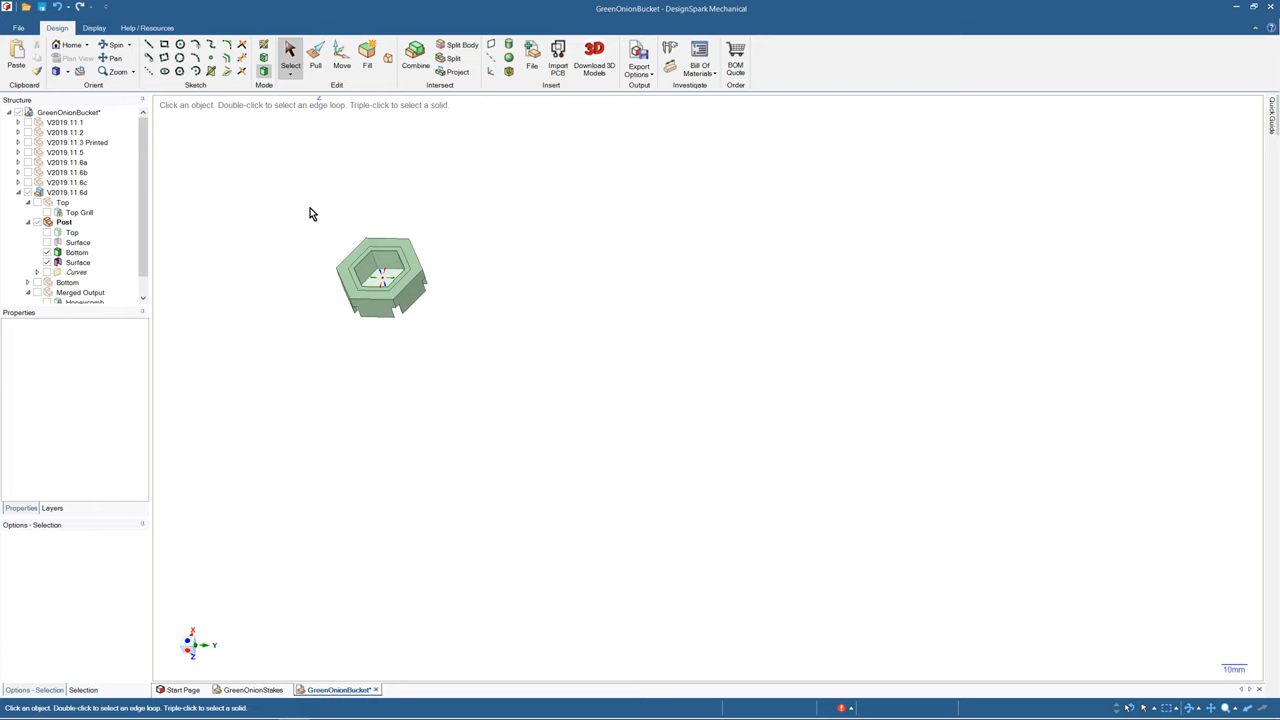 GreenOnionBucket - DesignSpark Mechanical
File Design Display Help / Resources
Paste
Home
Plan View
Spin
Pan
Zoom
Select
Pull
Move
Fill
Combine
Split Body
Split
Project
File
Import
PCB
Download 3D
Models
Export
Options
Bill Of
Materials
BOM
Quote
Clipboard Orient Sketch Mode Edit Intersect Insert Output Investigate Order
Structure
Click an object. Double-click to select an edge loop. Triple-click to select a solid.
Z
Quick Guide
GreenOnionBucket*
V2019.11.1
V2019.11.2
V2019.11.3 Printed
V2019.11.5
V2019.11.6a
V2019.11.6b
V2019.11.6c
V2019.11.6d
Top
Top Grill
Post
Top
Surface
Bottom
Surface
Curves
Bottom
Merged Output
Honeycomb
Properties
Properties Layers
Options - Selection
X
Y
Z
10mm
Options - Selection Selection
Start Page GreenOnionStakes GreenOnionBucket*
Click an object. Double-click to select an edge loop. Triple-click to select a solid.